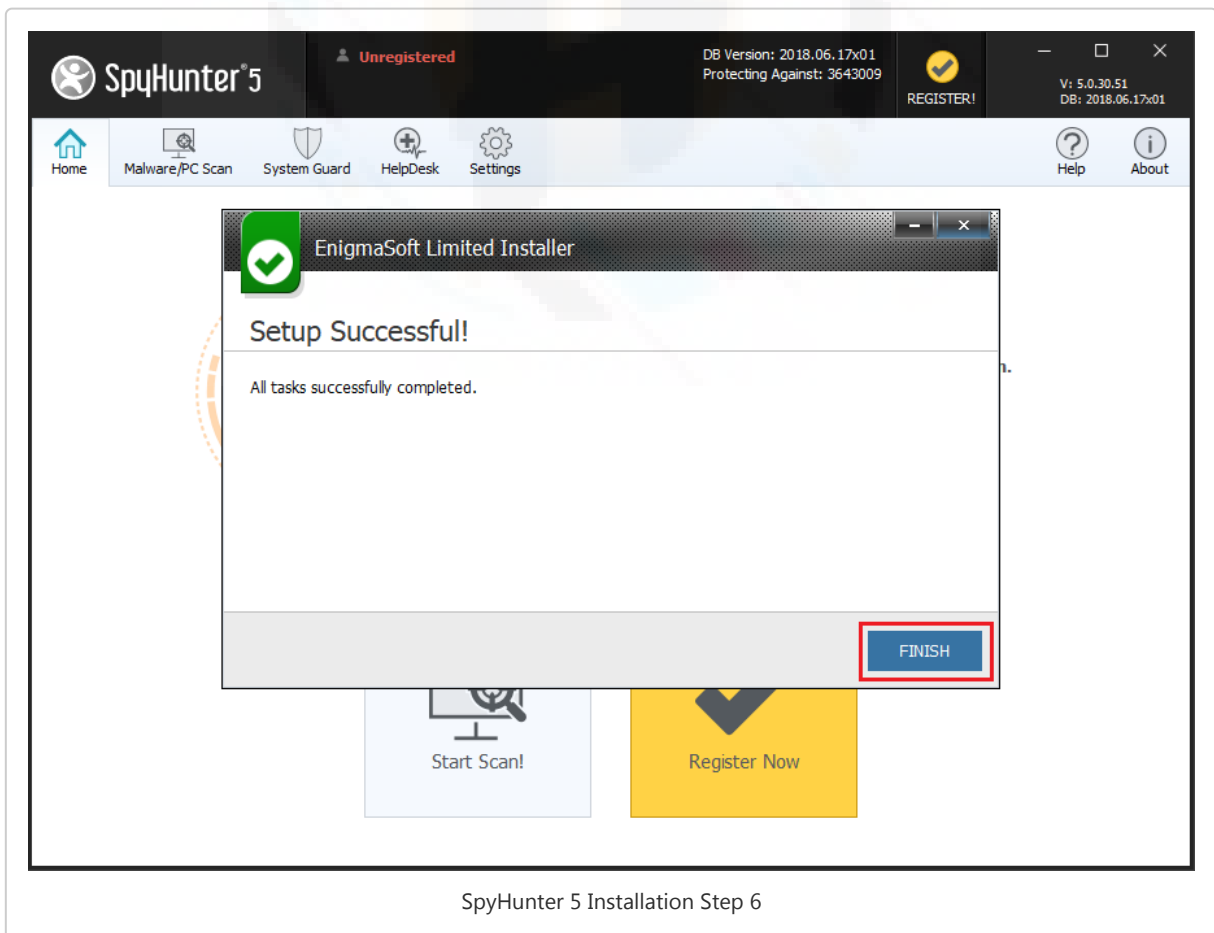 SpyHunter®5
Unregistered
DB Version: 2018.06.17x01
Protecting Against: 3643009
REGISTER!
V: 5.0.30.51
DB: 2018.06.17x01
Home
Malware/PC Scan
System Guard
HelpDesk
Settings
Help
About
EnigmaSoft Limited Installer
Setup Successful!
All tasks successfully completed.
n.
FINISH
Start Scan!
Register Now
SpyHunter 5 Installation Step 6